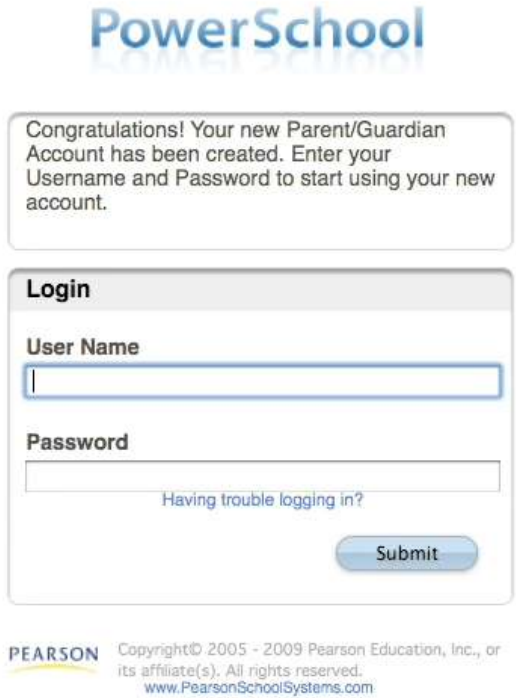 PowerSchool
Congratulations! Your new Parent/Guardian
Account has been created. Enter your
Username and Password to start using your new
account.
Login
User Name
Password
Having trouble logging in?
Submit
PEARSON
Copyright© 2005 - 2009 Pearson Education, Inc., or
its affiliate(s). All rights reserved.
www.PearsonSchoolSystems.com